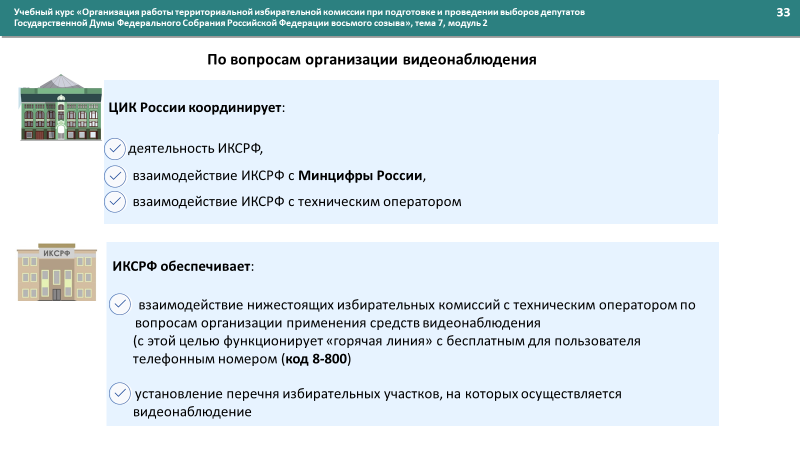 Учебный курс «Организация работы территориальной избирательной комиссии при подготовке и проведении выборов депутатов
Государственной Думы Федерального Собрания Российской Федерации восьмого созыва», тема 7, модуль 2
33
По вопросам организации видеонаблюдения
ЦИК России координирует:
деятельность ИКСРФ,
взаимодействие ИКСРФ с Минцифры России,
взаимодействие ИКСРФ с техническим оператором
ИКСРФ
ИКСРФ обеспечивает:
взаимодействие нижестоящих избирательных комиссий с техническим оператором по
вопросам организации применения средств видеонаблюдения
(с этой целью функционирует «горячая линия» с бесплатным для пользователя
телефонным номером (код 8-800)
установление перечня избирательных участков, на которых осуществляется
видеонаблюдение